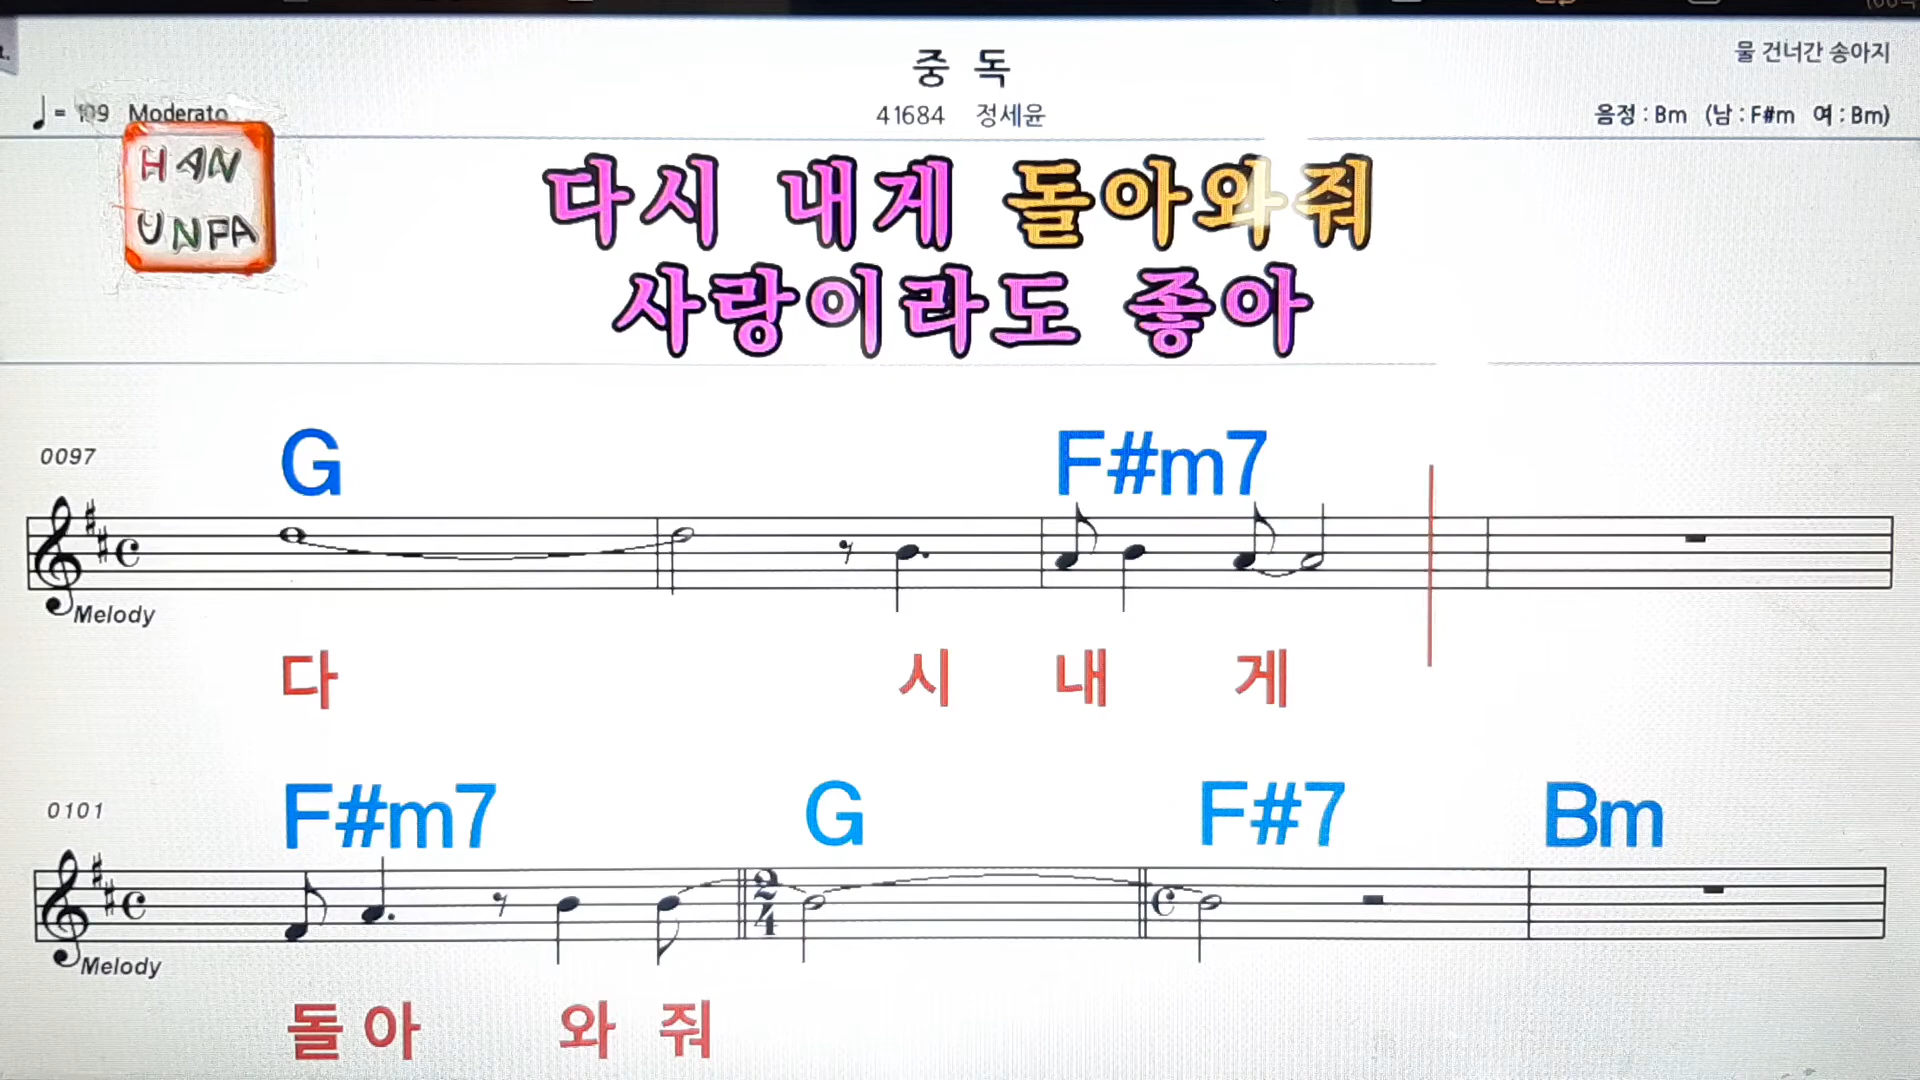 중 독
물 건너간 송아지
♩= 109 Moderato
41684 정세윤
음정 : Bm (남 : F#m 여 : Bm)
HAN
UNPA
다시 내게 돌아와줘
사랑이라도 좋아
G F#m7
0097
Melody
다 시 내 게
F#m7 G F#7 Bm
0101
2
4
Melody
돌 아 와 줘